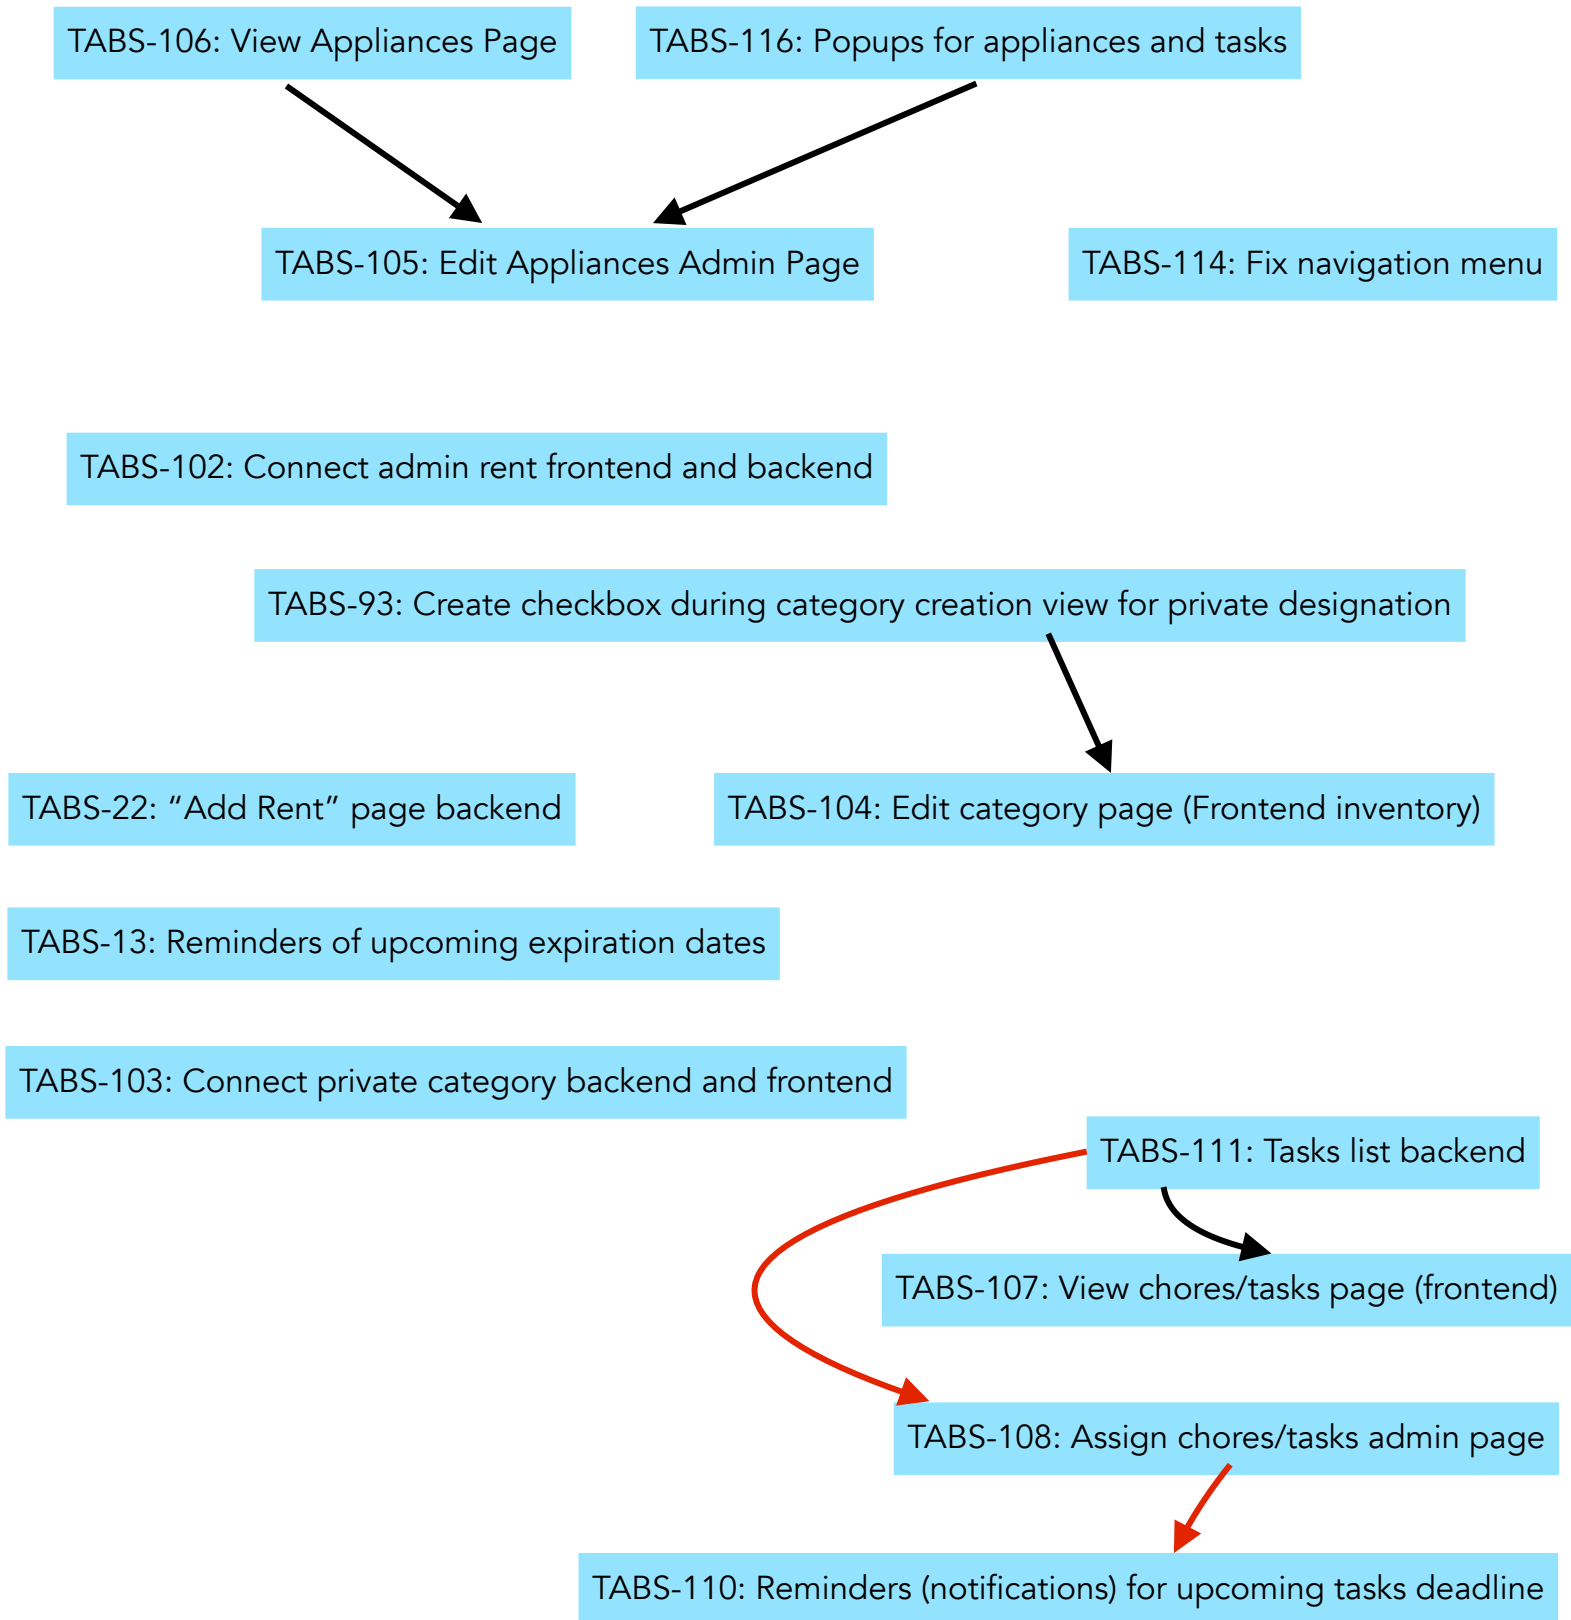 TABS-106: View Appliances Page
TABS-116: Popups for appliances and tasks
TABS-105: Edit Appliances Admin Page
TABS-114: Fix navigation menu
TABS-102: Connect admin rent frontend and backend
TABS-93: Create checkbox during category creation view for private designation
TABS-22: “Add Rent” page backend
TABS-104: Edit category page (Frontend inventory)
TABS-13: Reminders of upcoming expiration dates
TABS-103: Connect private category backend and frontend
TABS-111: Tasks list backend
TABS-107: View chores/tasks page (frontend)
TABS-108: Assign chores/tasks admin page
TABS-110: Reminders (notifications) for upcoming tasks deadline